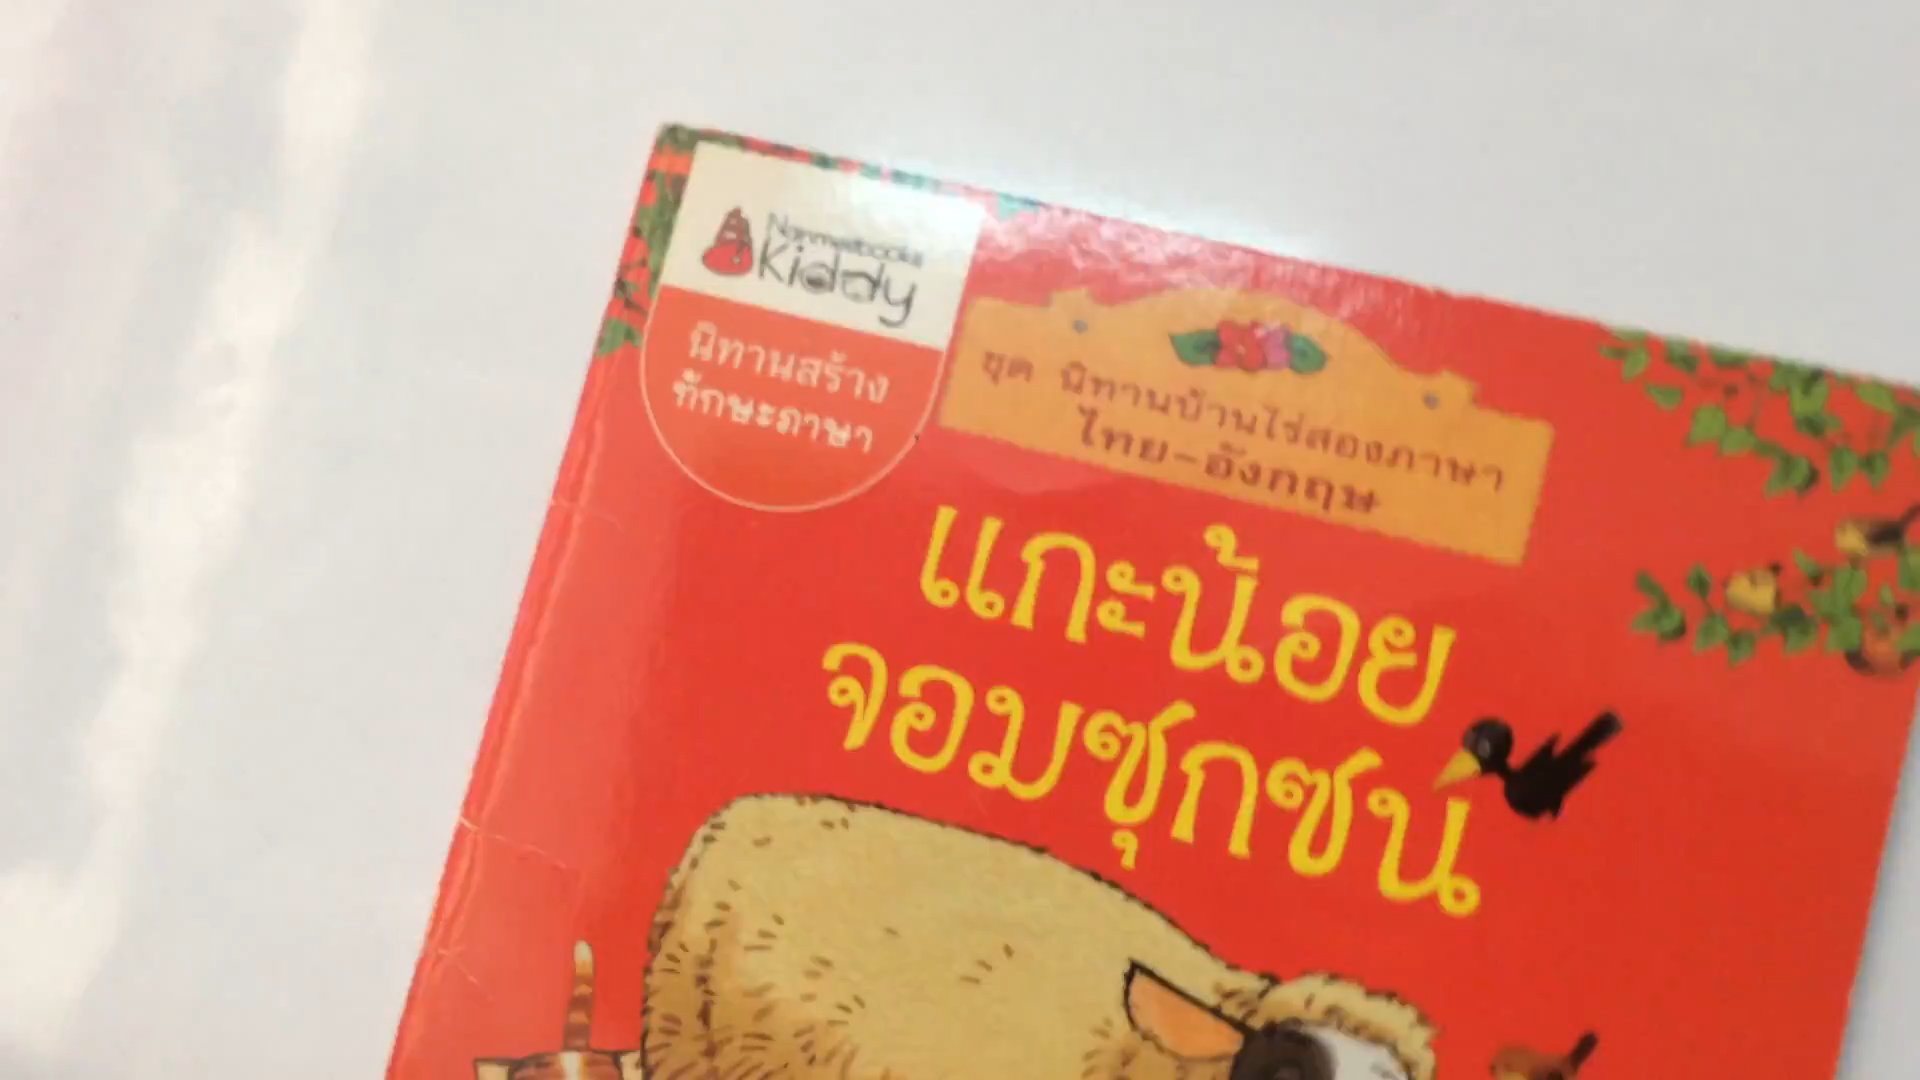 Nanmeebooks
Kiddy
นิทานสร้าง
ทักษะภาษา
ชุด นิทานบ้านไร่สองภาษา
ไทย-อังกฤษ
แกะน้อย
จอมซุกซน